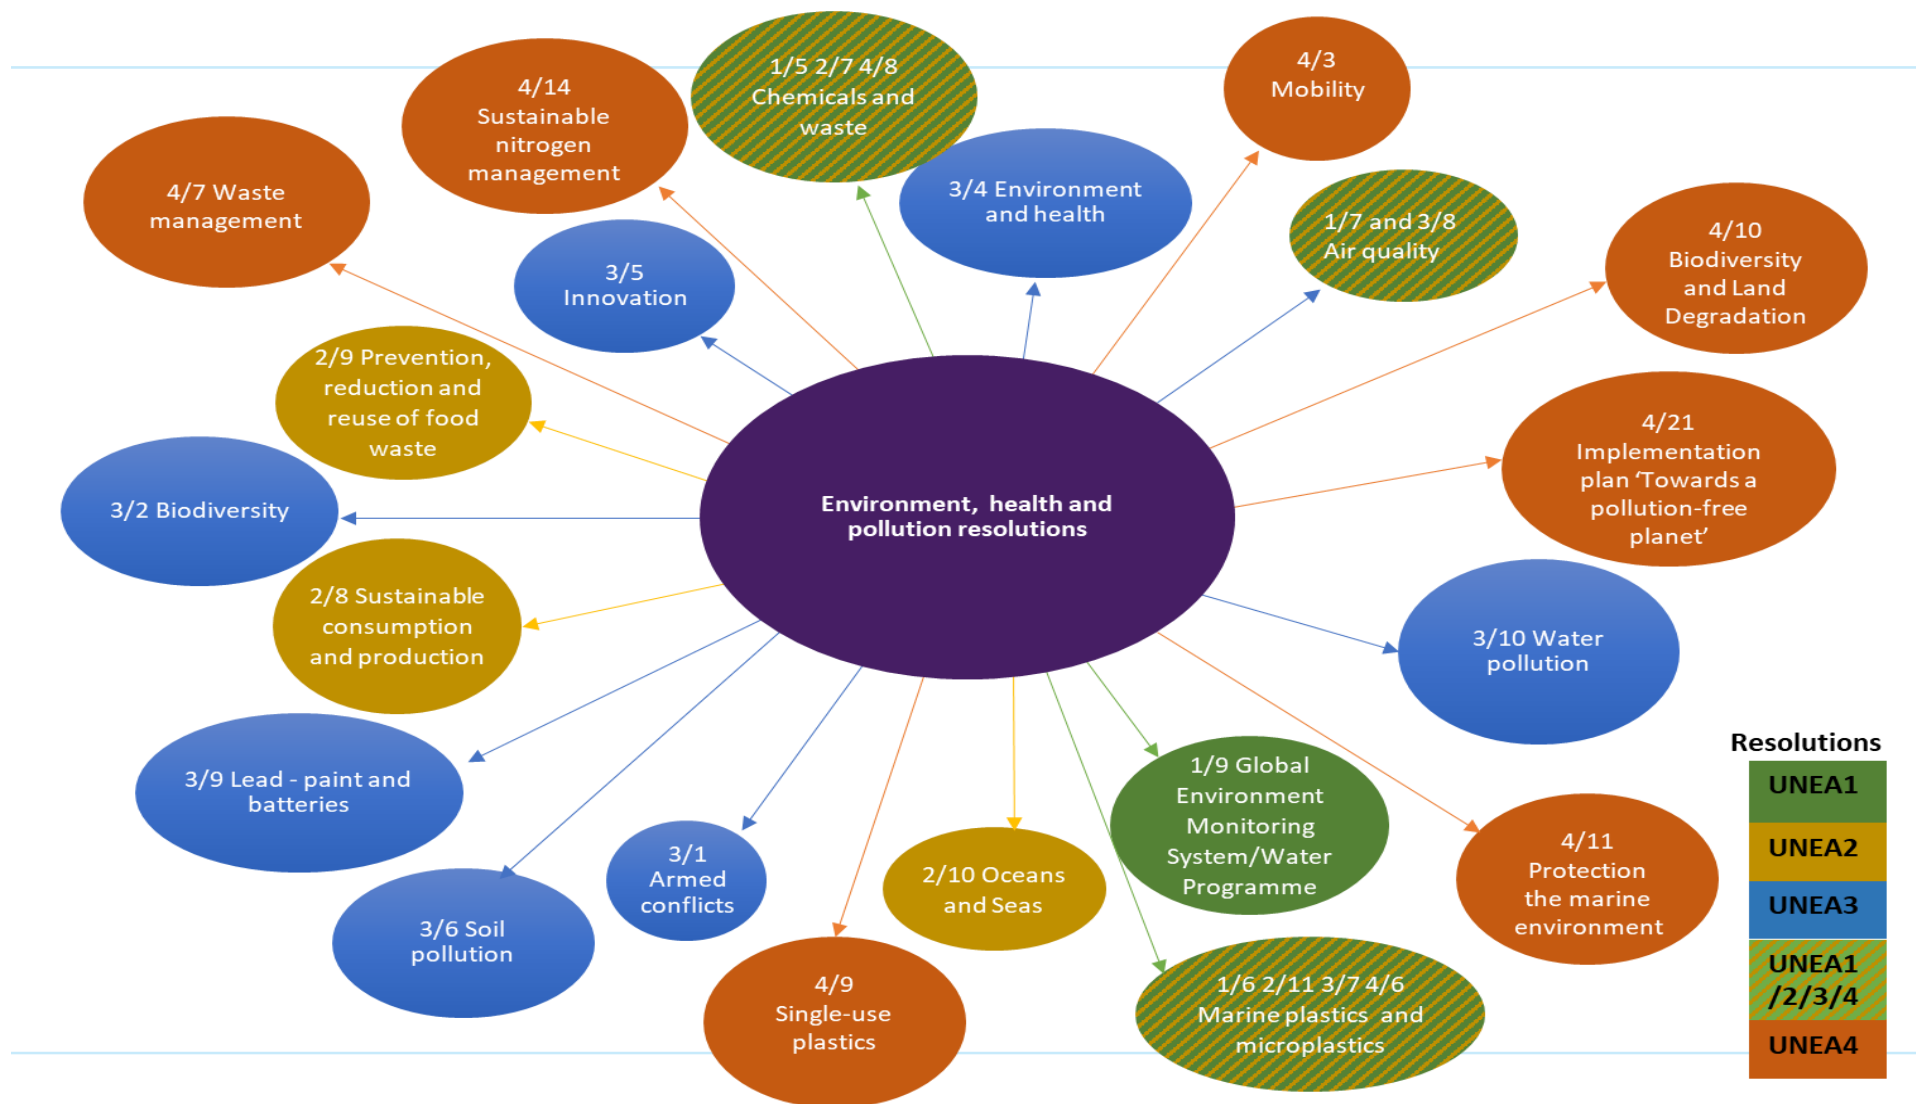 1/5 2/7 4/8
Chemicals and
waste
4/3
Mobility
4/14
Sustainable
nitrogen
management
4/7 Waste
management
3/4 Environment
and health
1/7 and 3/8
Air quality
4/10
Biodiversity
and Land
Degradation
3/5
Innovation
2/9 Prevention,
reduction and
reuse of food
waste
4/21
Implementation
plan ‘Towards a
pollution-free
planet’
3/2 Biodiversity
Environment, health and
pollution resolutions
2/8 Sustainable
consumption
and production
3/10 Water
pollution
3/9 Lead - paint and
batteries
3/6 Soil
pollution
3/1
Armed
conflicts
4/9
Single-use
plastics
2/10 Oceans
and Seas
1/9 Global
Environment
Monitoring
System/Water
Programme
1/6 2/11 3/7 4/6
Marine plastics and
microplastics
4/11
Protection
the marine
environment
Resolutions
UNEA1
UNEA2
UNEA3
UNEA1
/2/3/4
UNEA4